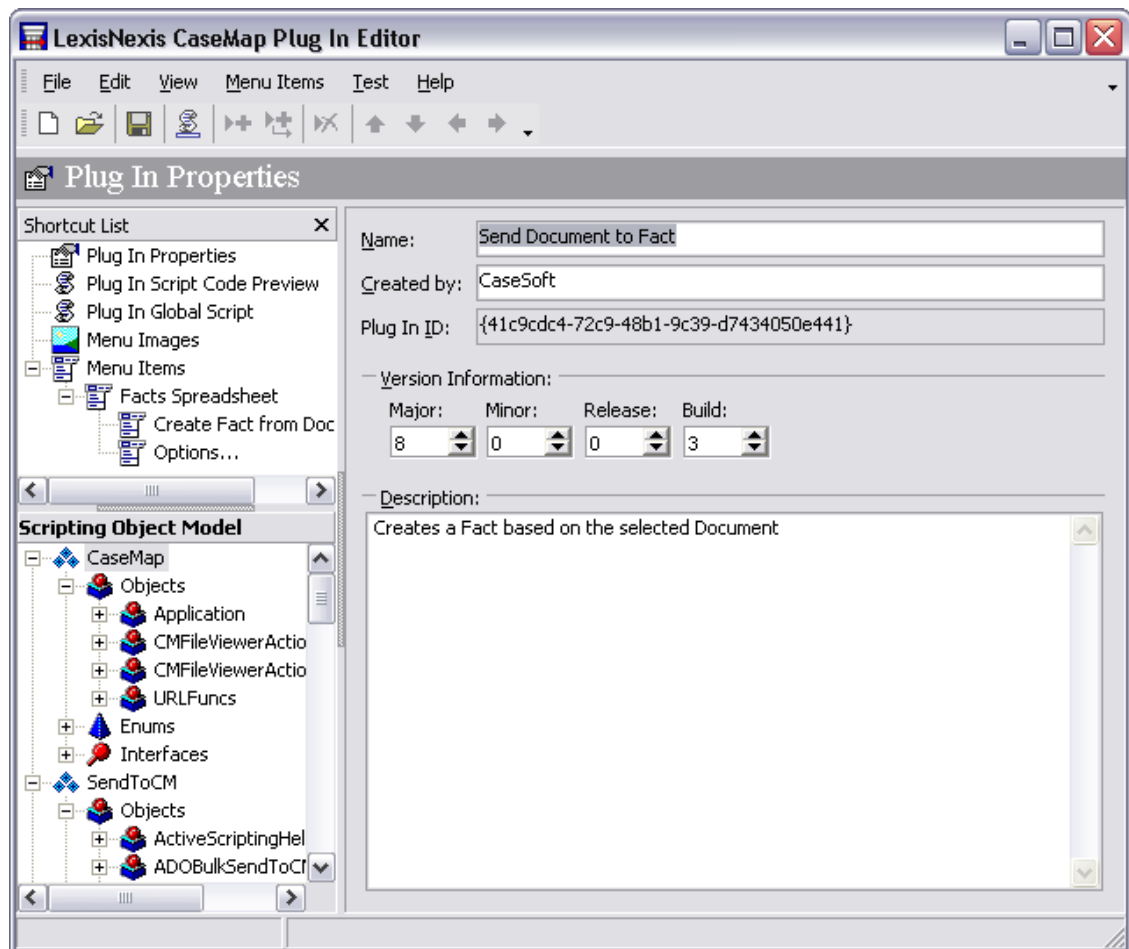 LexisNexis CaseMap Plug In Editor
File Edit View Menu Items Test Help
Plug In Properties
Shortcut List
Plug In Properties
Plug In Script Code Preview
Plug In Global Script
Menu Images
Menu Items
Facts Spreadsheet
Create Fact from Doc
Options...
Scripting Object Model
CaseMap
Objects
Application
CMFileViewerActio
CMFileViewerActio
URLFuncs
Enums
Interfaces
SendToCM
Objects
ActiveScriptingHel
ADOBulkSendToCM
Name: Send Document to Fact
Created by: CaseSoft
Plug In ID: {41c9cdc4-72c9-48b1-9c39-d7434050e441}
Version Information:
Major: Minor: Release: Build:
8 0 0 3
Description:
Creates a Fact based on the selected Document